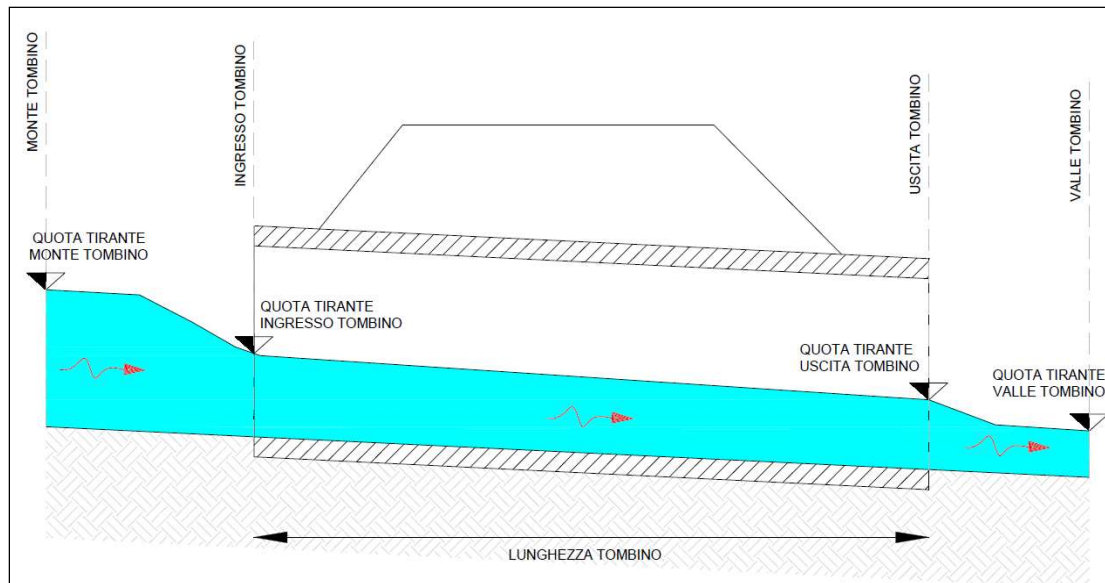 MONTE TOMBINO
INGRESSO TOMBINO
USCITA TOMBINO
VALLE TOMBINO
QUOTA TIRANTE
MONTE TOMBINO
QUOTA TIRANTE
INGRESSO TOMBINO
QUOTA TIRANTE
USCITA TOMBINO
QUOTA TIRANTE
VALLE TOMBINO
LUNGHEZZA TOMBINO